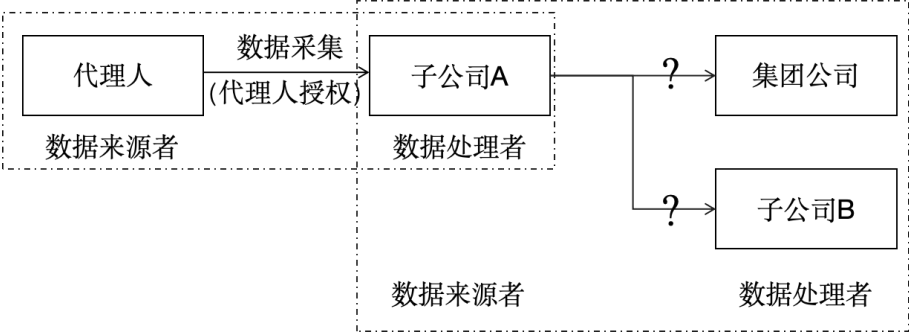 数据采集
代理人
(代理人授权)
子公司A
?
集团公司
数据来源者
数据处理者
?
子公司B
数据来源者
数据处理者